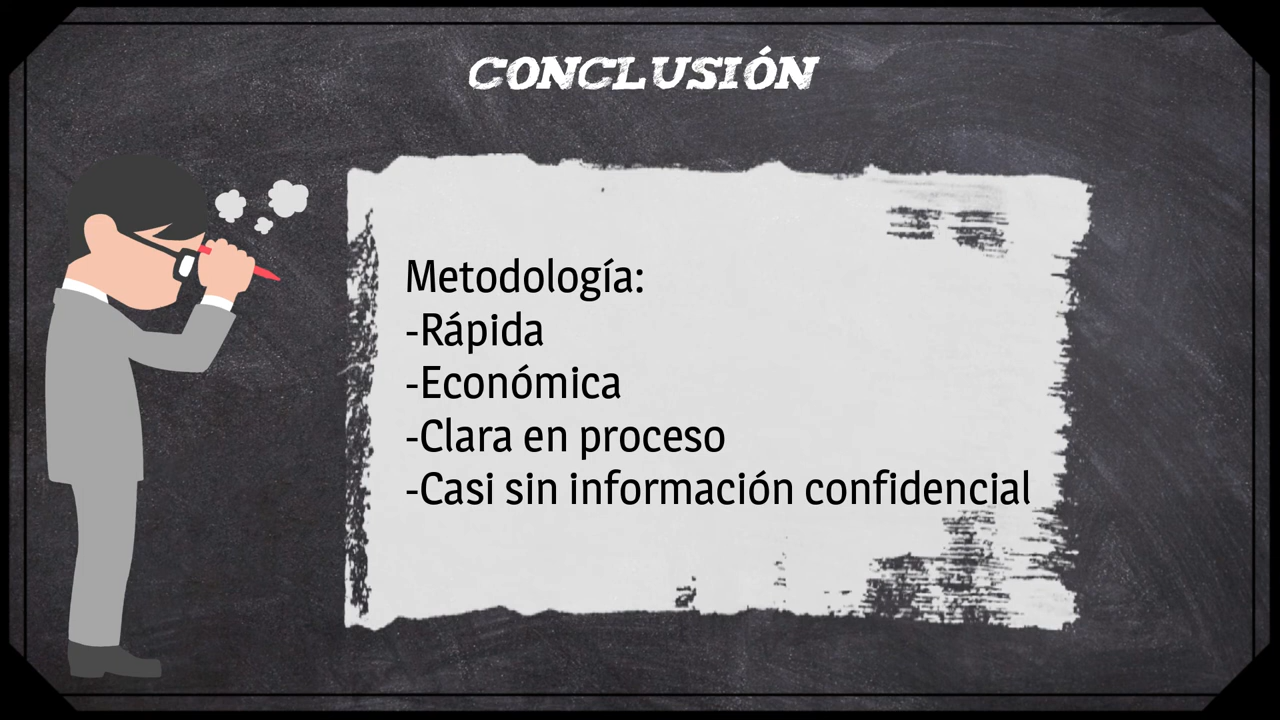 CONCLUSIÓN
Metodología:
-Rápida
-Económica
-Clara en proceso
-Casi sin información confidencial